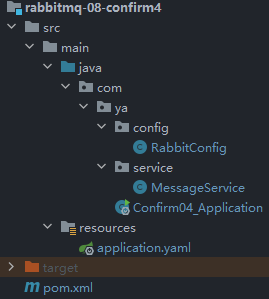 rabbitmq-08-confirm4
src
main
java
com
ya
config
RabbitConfig
service
MessageService
Confirm04_Application
resources
application.yaml
target
pom.xml